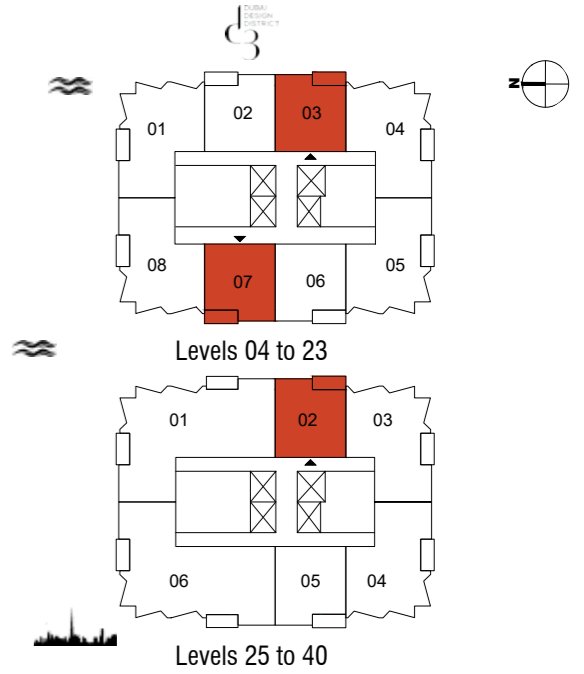 DUBAI
DESIGN
DISTRICT
d3
N
01 02 03 04
08 07 06 05
Levels 04 to 23
01 02 03
06 05 04
Levels 25 to 40